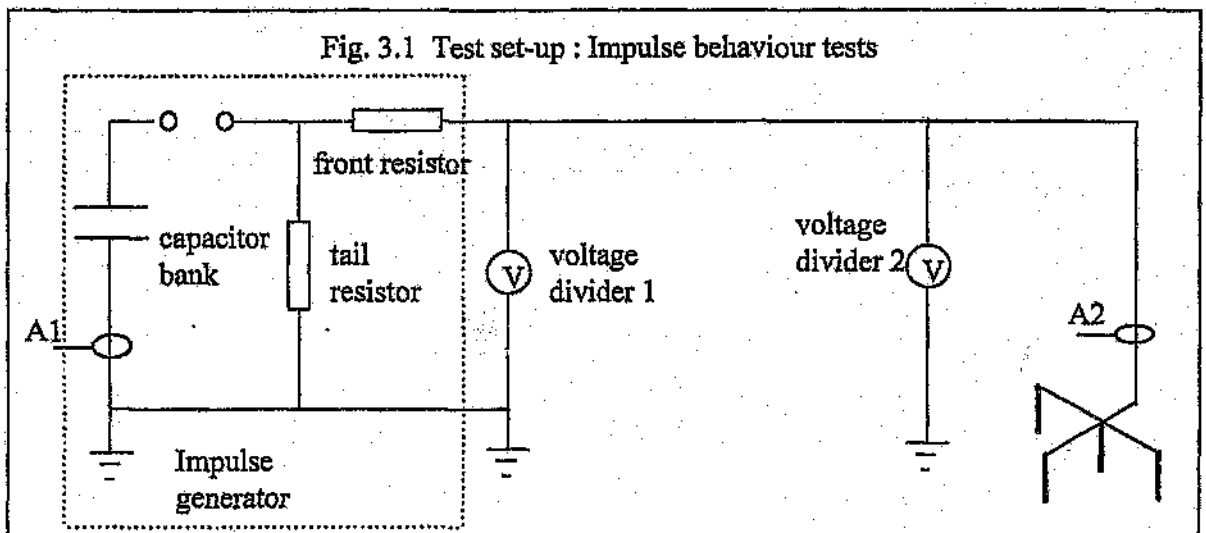 Fig. 3.1 Test set-up : Impulse behaviour tests
front resistor
capacitor
bank
tail
resistor
V
voltage
divider 1
voltage
divider 2
V
A1
A2
Impulse
generator